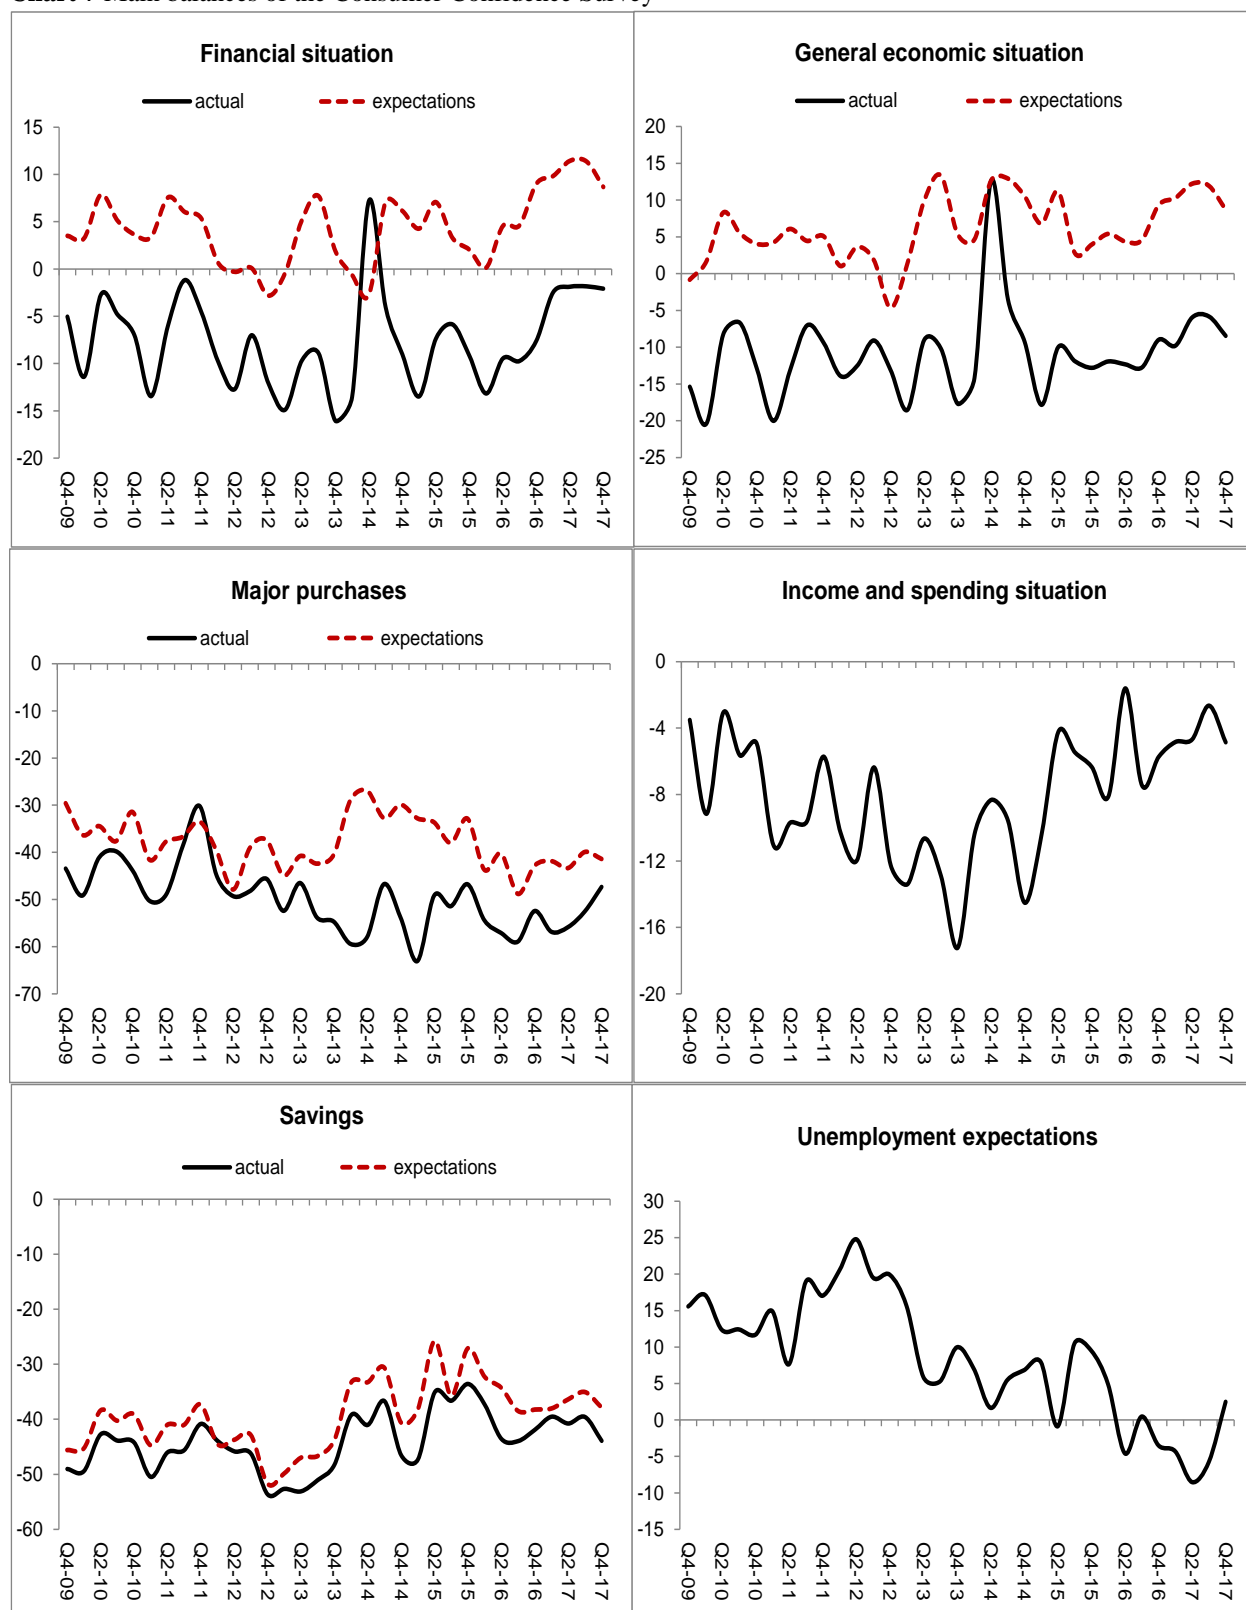 Chart 7 Main balances of the Consumer Confidence Survey
Financial situation
actual expectations
15
10
5
0
-5
-10
-15
-20
Q4-09
Q2-10
Q4-10
Q2-11
Q4-11
Q2-12
Q4-12
Q2-13
Q4-13
Q2-14
Q4-14
Q2-15
Q4-15
Q2-16
Q4-16
Q2-17
Q4-17
General economic situation
actual expectations
20
15
10
5
0
-5
-10
-15
-20
-25
Q4-09
Q2-10
Q4-10
Q2-11
Q4-11
Q2-12
Q4-12
Q2-13
Q4-13
Q2-14
Q4-14
Q2-15
Q4-15
Q2-16
Q4-16
Q2-17
Q4-17
Major purchases
actual expectations
0
-10
-20
-30
-40
-50
-60
-70
Q4-09
Q2-10
Q4-10
Q2-11
Q4-11
Q2-12
Q4-12
Q2-13
Q4-13
Q2-14
Q4-14
Q2-15
Q4-15
Q2-16
Q4-16
Q2-17
Q4-17
Income and spending situation
0
-4
-8
-12
-16
-20
Q4-09
Q2-10
Q4-10
Q2-11
Q4-11
Q2-12
Q4-12
Q2-13
Q4-13
Q2-14
Q4-14
Q2-15
Q4-15
Q2-16
Q4-16
Q2-17
Q4-17
Savings
actual expectations
0
-10
-20
-30
-40
-50
-60
Q4-09
Q2-10
Q4-10
Q2-11
Q4-11
Q2-12
Q4-12
Q2-13
Q4-13
Q2-14
Q4-14
Q2-15
Q4-15
Q2-16
Q4-16
Q2-17
Q4-17
Unemployment expectations
30
25
20
15
10
5
0
-5
-10
-15
Q4-09
Q2-10
Q4-10
Q2-11
Q4-11
Q2-12
Q4-12
Q2-13
Q4-13
Q2-14
Q4-14
Q2-15
Q4-15
Q2-16
Q4-16
Q2-17
Q4-17